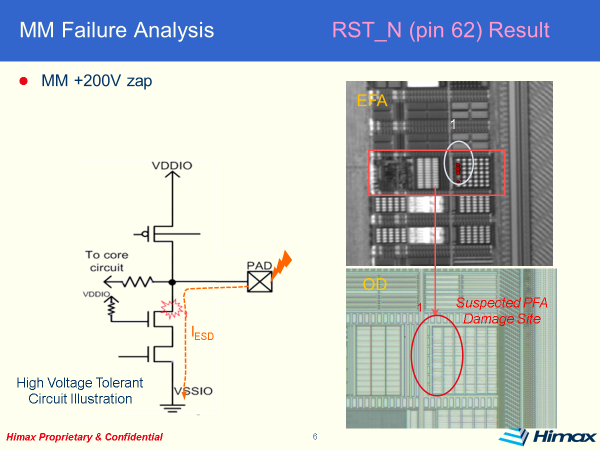 MM Failure Analysis
RST_N (pin 62) Result
MM +200V zap
VDDIO
To core
circuit
VDDIO
PAD
IESD
VSSIO
High Voltage Tolerant
Circuit Illustration
EFA
1
OD
1
Suspected PFA
Damage Site
Himax Proprietary & Confidential
6
Himax